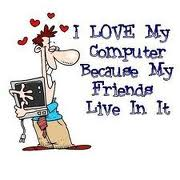 I LOVE My
Computer
Because My
Friends
Live In It